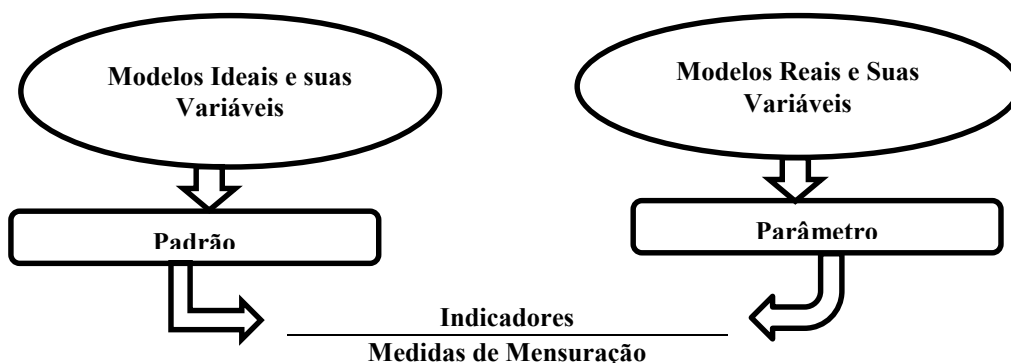 Modelos Ideais e suas
Variáveis
Modelos Reais e Suas
Variáveis
Padrão
Parâmetro
Indicadores
Medidas de Mensuração